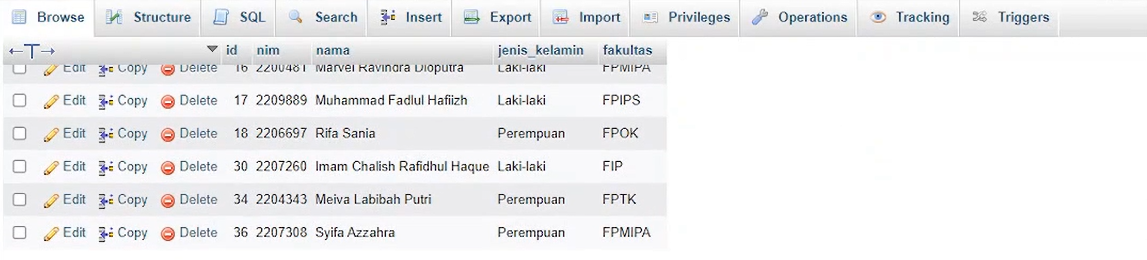 Browse Structure SQL Search Insert Export Import Privileges Operations Tracking Triggers
id nim nama jenis_kelamin fakultas
Edit Copy Delete 16 2200481 Marvel Ravindra Dioputra Laki-laki FPMIPA
Edit Copy Delete 17 2209889 Muhammad Fadlul Hafiizh Laki-laki FPIPS
Edit Copy Delete 18 2206697 Rifa Sania Perempuan FPOK
Edit Copy Delete 30 2207260 Imam Chalish Rafidhul Haque Laki-laki FIP
Edit Copy Delete 34 2204343 Meiva Labibah Putri Perempuan FPTK
Edit Copy Delete 36 2207308 Syifa Azzahra Perempuan FPMIPA